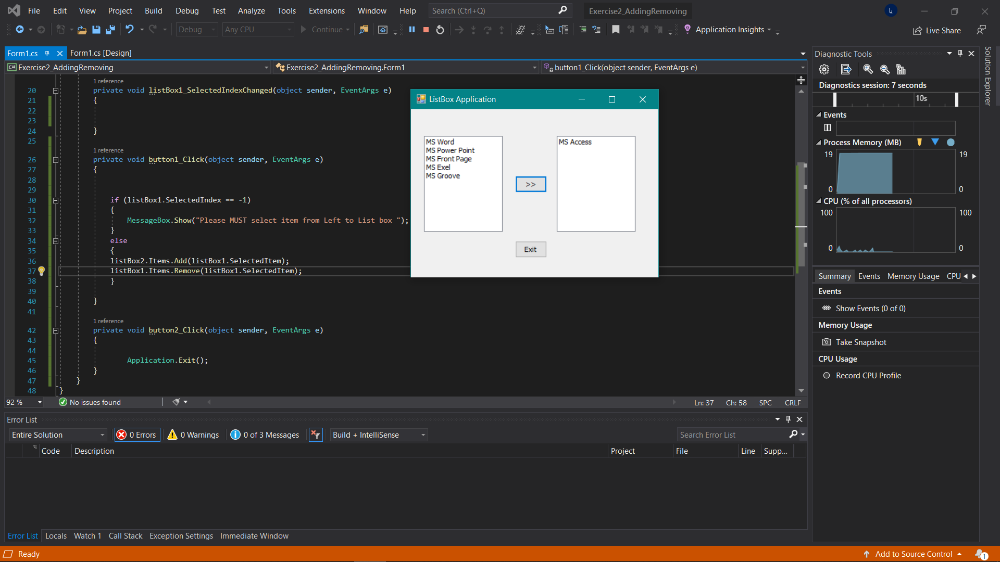 File Edit View Project Build Debug Test Analyze Tools Extensions Window Help Search (Ctrl+Q) Exercise2_AddingRemoving
Debug Any CPU Continue Application Insights Live Share
Form1.cs Form1.cs [Design]
C# Exercise2_AddingRemoving Exercise2_AddingRemoving.Form1 button1_Click(object sender, EventArgs e)
1 reference
20 private void listBox1_SelectedIndexChanged(object sender, EventArgs e)
21 {
22
23
24 }
25
1 reference
26 private void button1_Click(object sender, EventArgs e)
27 {
28
29
30 if (listBox1.SelectedIndex == -1)
31 {
32 MessageBox.Show("Please MUST select item from Left to List box ");
33 }
34 else
35 {
36 listBox2.Items.Add(listBox1.SelectedItem);
37 listBox1.Items.Remove(listBox1.SelectedItem);
38 }
39
40 }
41
1 reference
42 private void button2_Click(object sender, EventArgs e)
43 {
44
45 Application.Exit();
46 }
47 }
48 }
92 % No issues found Ln: 37 Ch: 58 SPC CRLF
ListBox Application
MS Word
MS Power Point
MS Front Page
MS Exel
MS Groove
>>
MS Access
Exit
Diagnostic Tools
Diagnostics session: 7 seconds
10s
Events
Process Memory (MB)
19 19
0 0
CPU (% of all processors)
100 100
0 0
Summary Events Memory Usage CPU
Events
Show Events (0 of 0)
Memory Usage
Take Snapshot
CPU Usage
Record CPU Profile
Solution Explorer
Error List
Entire Solution 0 Errors 0 Warnings 0 of 3 Messages Build + IntelliSense Search Error List
Code Description Project File Line Supp...
Error List Locals Watch 1 Call Stack Exception Settings Immediate Window
Ready Add to Source Control 1